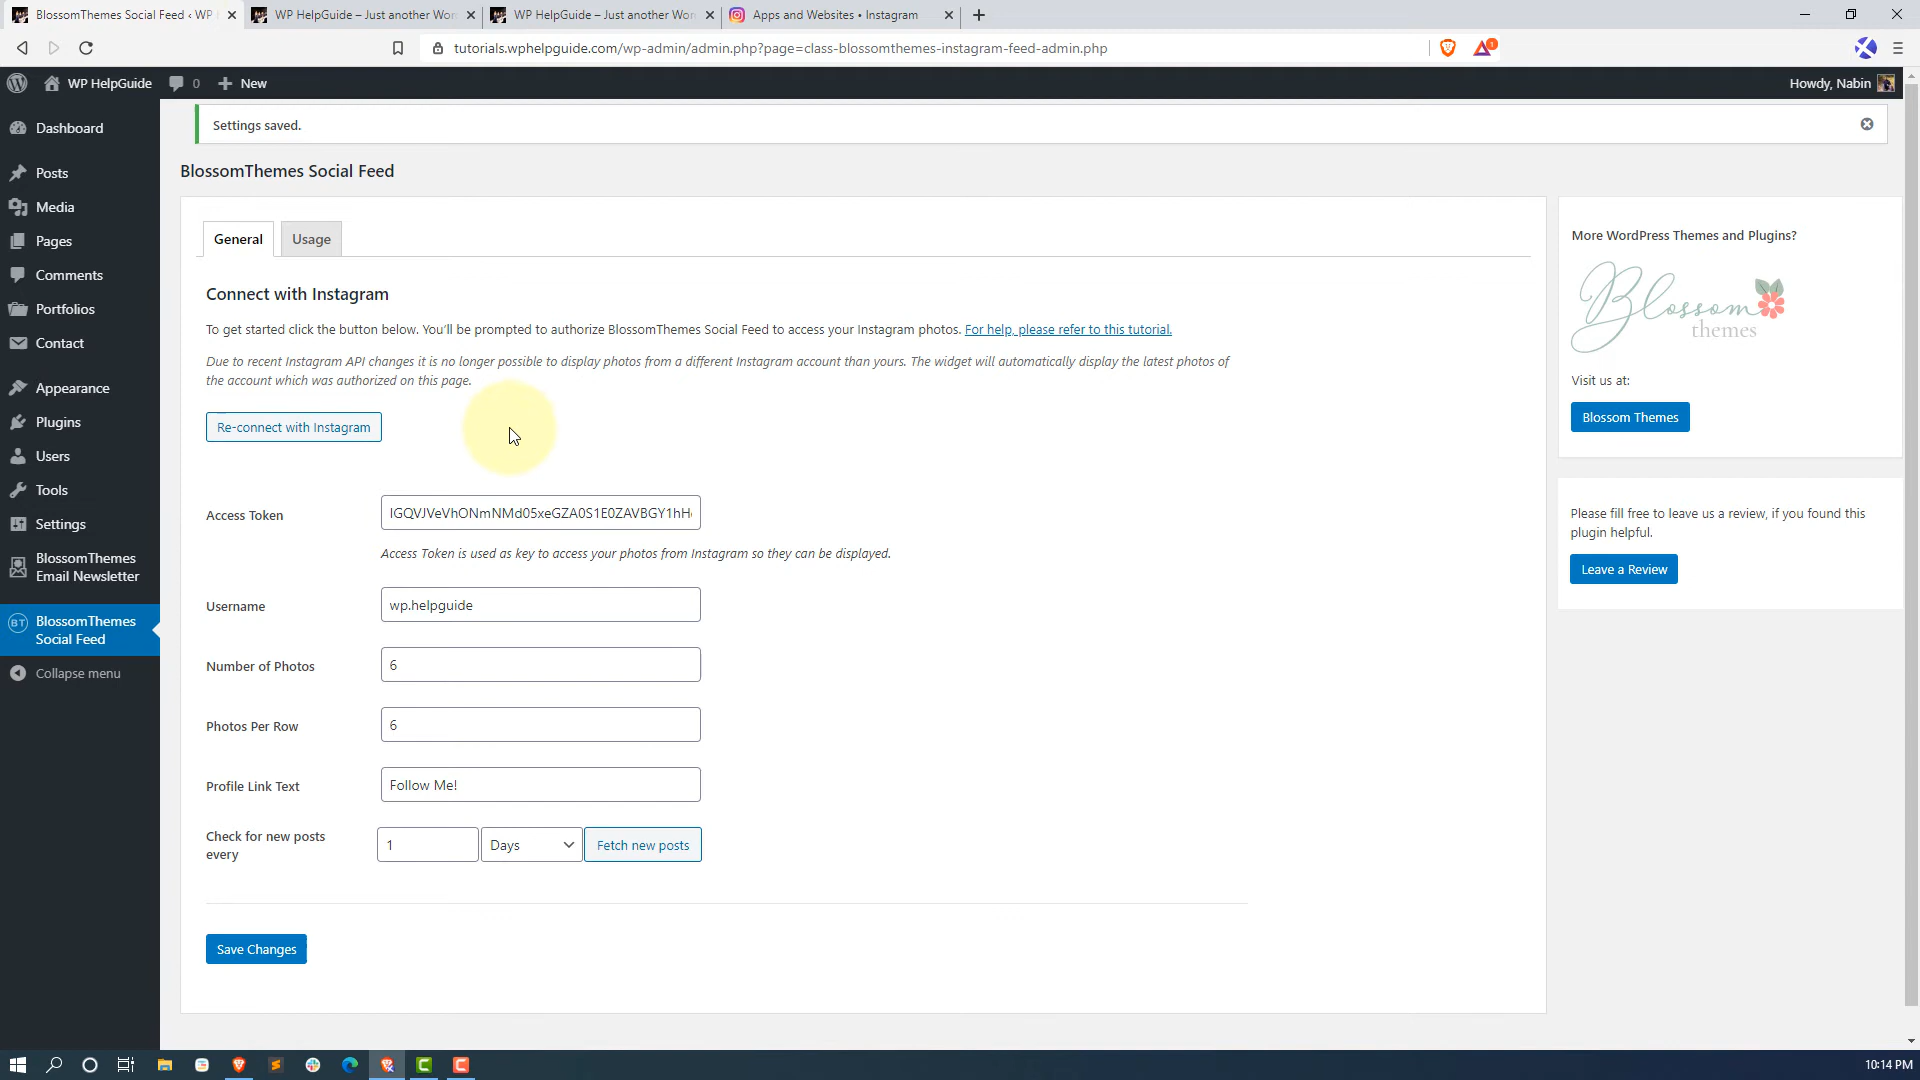 BlossomThemes Social Feed ‹ WP
WP HelpGuide – Just another Wor
WP HelpGuide – Just another Wor
Apps and Websites • Instagram
tutorials.wphelpguide.com/wp-admin/admin.php?page=class-blossomthemes-instagram-feed-admin.php
1
WP HelpGuide
0
New
Howdy, Nabin
Dashboard
Posts
Media
Pages
Comments
Portfolios
Contact
Appearance
Plugins
Users
Tools
Settings
BlossomThemes
Email Newsletter
BT
BlossomThemes
Social Feed
Collapse menu
Settings saved.
BlossomThemes Social Feed
General
Usage
Connect with Instagram
To get started click the button below. You'll be prompted to authorize BlossomThemes Social Feed to access your Instagram photos. For help, please refer to this tutorial.
Due to recent Instagram API changes it is no longer possible to display photos from a different Instagram account than yours. The widget will automatically display the latest photos of
the account which was authorized on this page.
Re-connect with Instagram
Access Token
IGQVJVeVhONmNMd05xeGZA0S1E0ZAVBGY1hH
Access Token is used as key to access your photos from Instagram so they can be displayed.
Username
wp.helpguide
Number of Photos
6
Photos Per Row
6
Profile Link Text
Follow Me!
Check for new posts
every
1
Days
Fetch new posts
Save Changes
More WordPress Themes and Plugins?
Blossom
themes
Visit us at:
Blossom Themes
Please fill free to leave us a review, if you found this
plugin helpful.
Leave a Review
10:14 PM